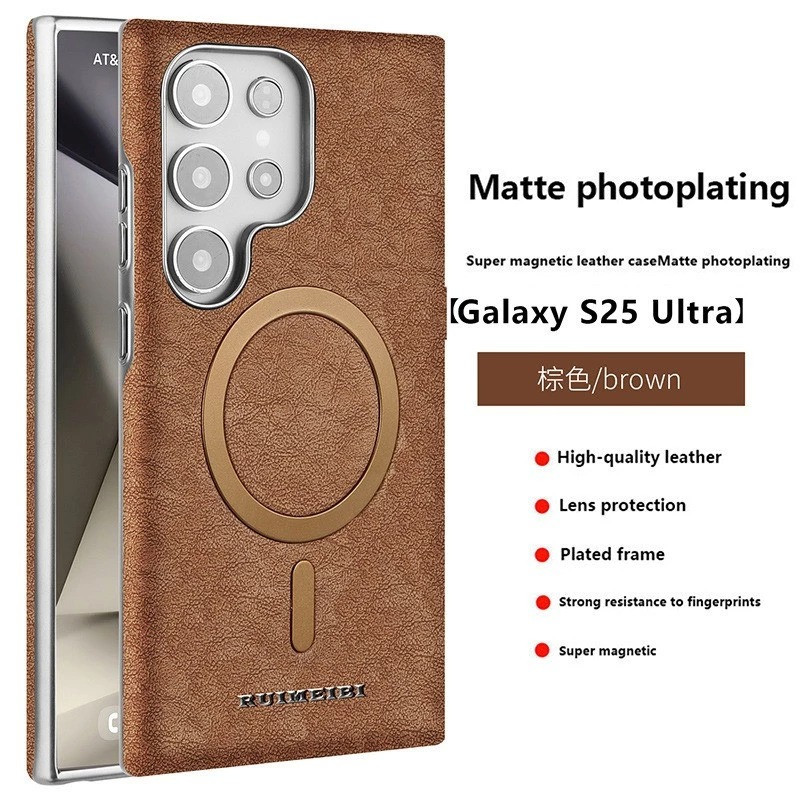 AT&
Matte photoplating
Super magnetic leather caseMatte photoplating
【Galaxy S25 Ultra】
棕色/brown
High-quality leather
Lens protection
Plated frame
Strong resistance to fingerprints
Super magnetic
RUIMEIBI